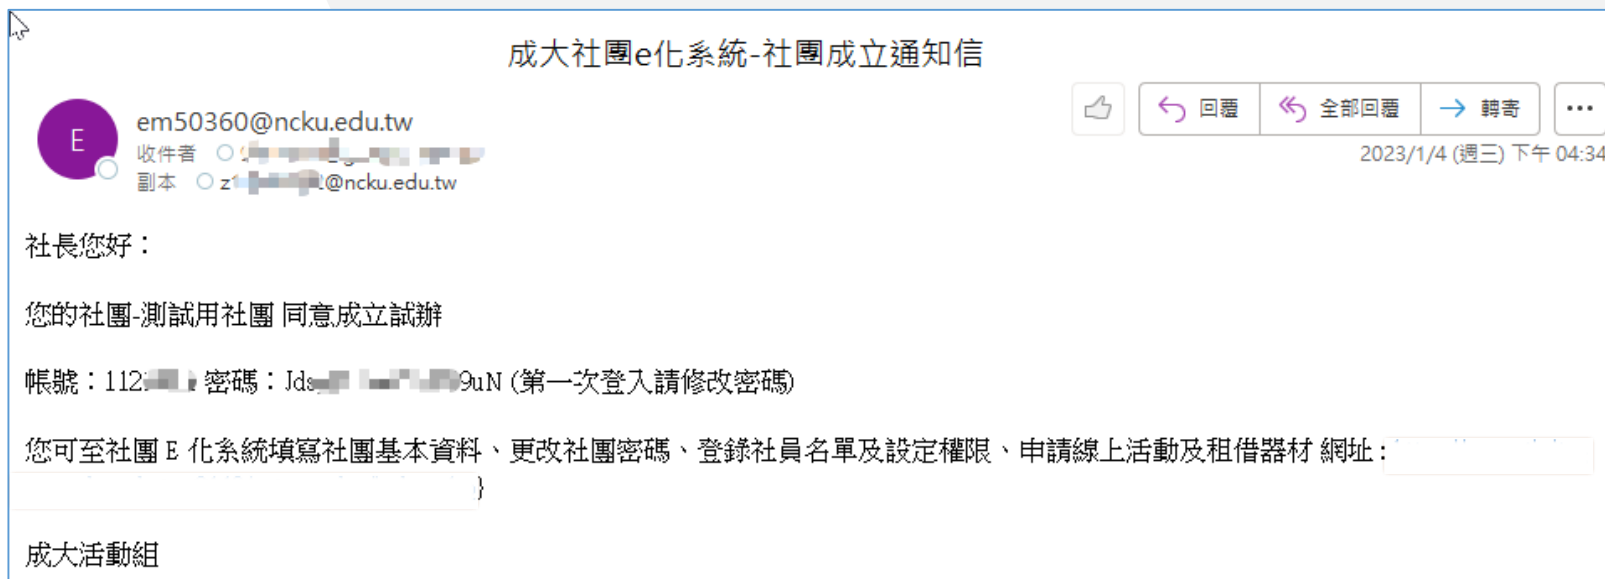 成大社團e化系統-社團成立通知信
E
em50360@ncku.edu.tw
回覆
全部回覆
轉寄
收件者
2023/1/4 (週三) 下午 04:34
副本 z1 @ncku.edu.tw
社長您好：
您的社團-測試用社團 同意成立試辦
帳號：112 密碼：Jds 9uN (第一次登入請修改密碼)
您可至社團 E 化系統填寫社團基本資料、更改社團密碼、登錄社員名單及設定權限、申請線上活動及租借器材 網址 :
}
成大活動組